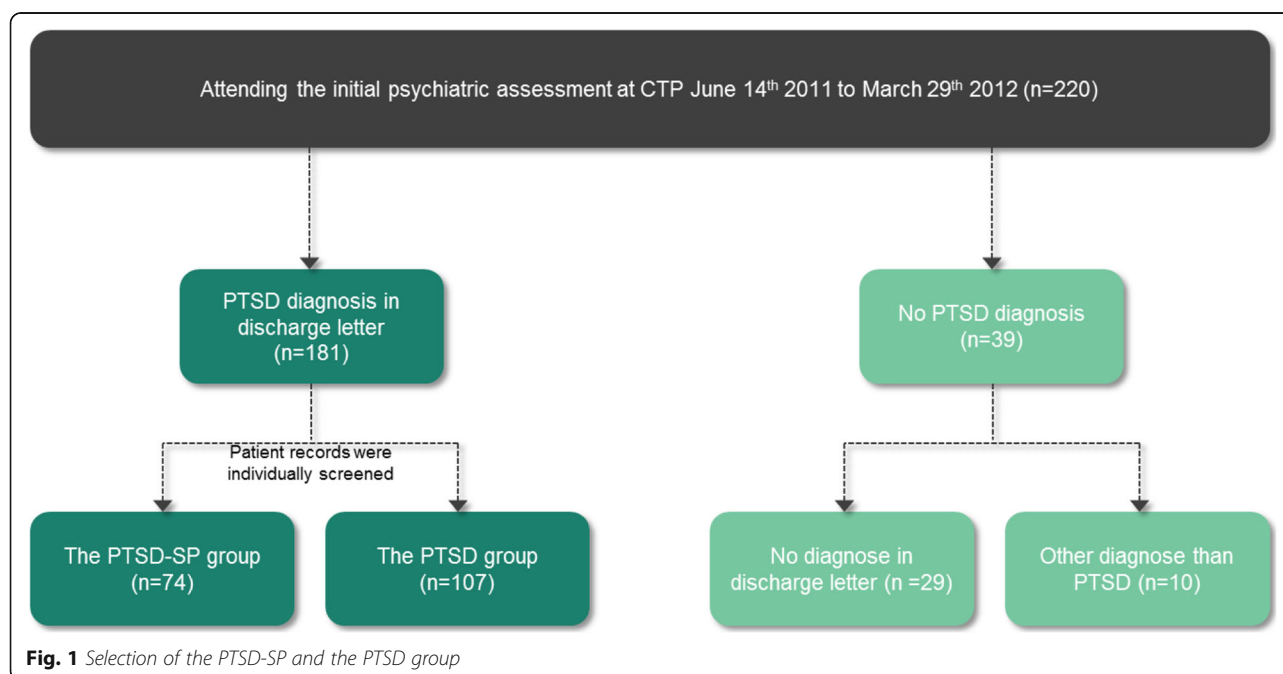 Attending the initial psychiatric assessment at CTP June 14th 2011 to March 29th 2012 (n=220)
PTSD diagnosis in
discharge letter
(n=181)
No PTSD diagnosis
(n=39)
Patient records were
individually screened
The PTSD-SP group
(n=74)
The PTSD group
(n=107)
No diagnose in
discharge letter (n =29)
Other diagnose than
PTSD (n=10)
Fig. 1 Selection of the PTSD-SP and the PTSD group